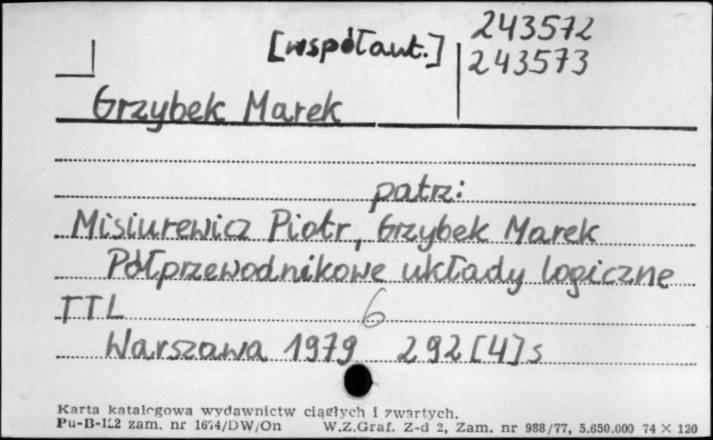 [współaut.] 243572
243573
Grzybek Marek
patrz:
Misiurewicz Piotr, Grzybek Marek
Półprzewodnikowe układy logiczne
TTL 6
Warszawa 1979 292[4]s
Karta katalogowa wydawnictw ciągłych i zwartych.
Pu-B-112 zam. nr 1674/DW/On W.Z.Graf. Z-d 2, Zam. nr 988/77, 5.650.000 74 X 120